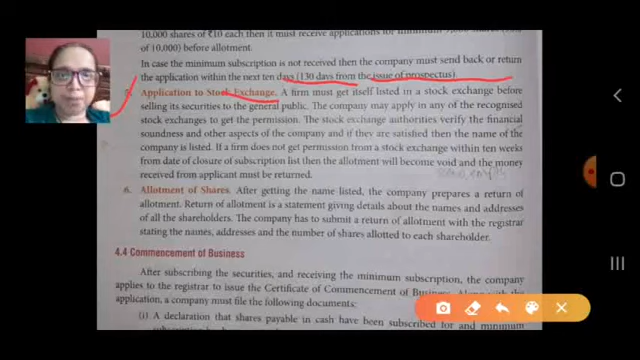 10,000 shares of ₹10 each then it must receive applications for minimum
of 10,000) before allotment.
In case the minimum subscription is not received then the company must send back or return
the application within the next ten days (130 days from the issue of prospectus).
5. Application to Stock Exchange. A firm must get itself listed in a stock exchange before
selling its securities to the general public. The company may apply in any of the recognised
stock exchanges to get the permission. The stock exchange authorities verify the financial
soundness and other aspects of the company and if they are satisfied then the name of the
company is listed. If a firm does not get permission from a stock exchange within ten weeks
from date of closure of subscription list then the allotment will become void and the money
received from applicant must be returned.
6. Allotment of Shares. After getting the name listed, the company prepares a return of
allotment. Return of allotment is a statement giving details about the names and addresses
of all the shareholders. The company has to submit a return of allotment with the registrar
stating the names, addresses and the number of shares allotted to each shareholder.
4.4 Commencement of Business
After subscribing the securities, and receiving the minimum subscription, the company
applies to the registrar to issue the Certificate of Commencement of Business.
application, a company must file the following documents:
(i) A declaration that shares payable in cash have been subscribed for and minimum